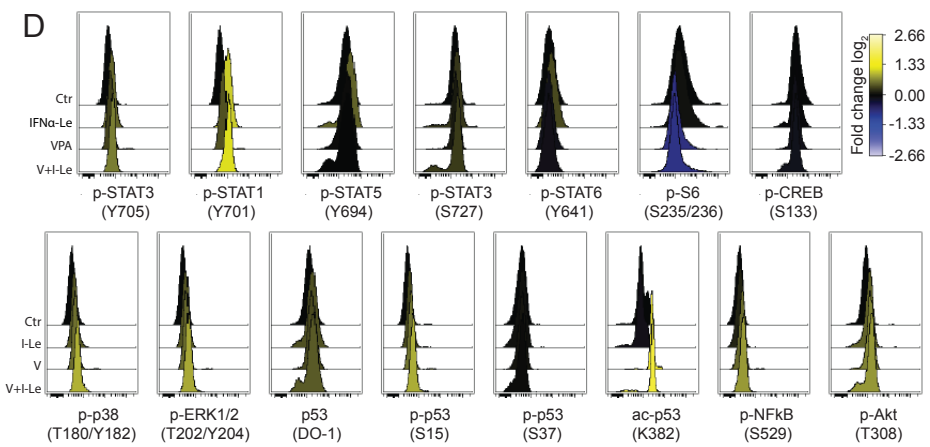 D
Ctr
IFNα-Le
VPA
V+I-Le
p-STAT3
(Y705)
p-STAT1
(Y701)
p-STAT5
(Y694)
p-STAT3
(S727)
p-STAT6
(Y641)
p-S6
(S235/236)
p-CREB
(S133)
Fold change log2
2.66
1.33
0.00
-1.33
-2.66
Ctr
I-Le
V
V+I-Le
p-p38
(T180/Y182)
p-ERK1/2
(T202/Y204)
p53
(DO-1)
p-p53
(S15)
p-p53
(S37)
ac-p53
(K382)
p-NFkB
(S529)
p-Akt
(T308)